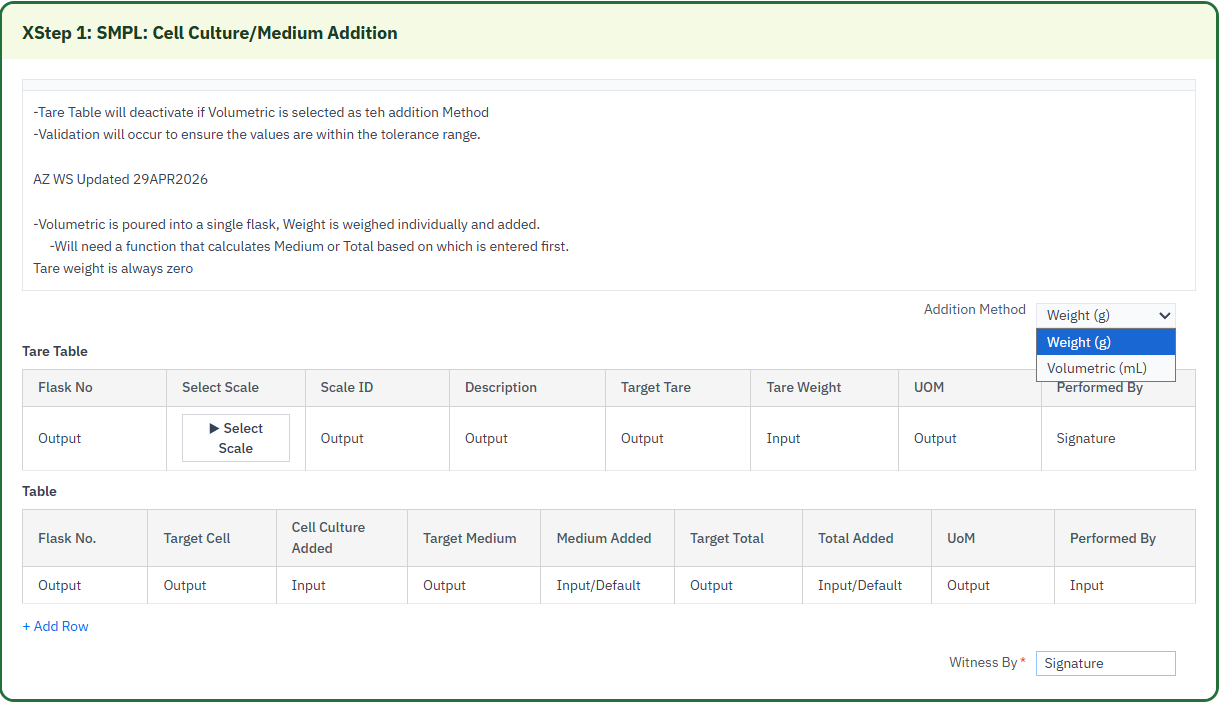 XStep 1: SMPL: Cell Culture/Medium Addition
-Tare Table will deactivate if Volumetric is selected as teh addition Method
-Validation will occur to ensure the values are within the tolerance range.
AZ WS Updated 29APR2026
-Volumetric is poured into a single flask, Weight is weighed individually and added.
-Will need a function that calculates Medium or Total based on which is entered first.
Tare weight is always zero
Addition Method Weight (g)
Weight (g)
Volumetric (mL)
Tare Table
Flask No Select Scale Scale ID Description Target Tare Tare Weight UOM Performed By
Output ▶ Select Scale Output Output Output Input Output Signature
Table
Flask No. Target Cell Cell Culture Added Target Medium Medium Added Target Total Total Added UoM Performed By
Output Output Input Output Input/Default Output Input/Default Output Input
+ Add Row
Witness By * Signature